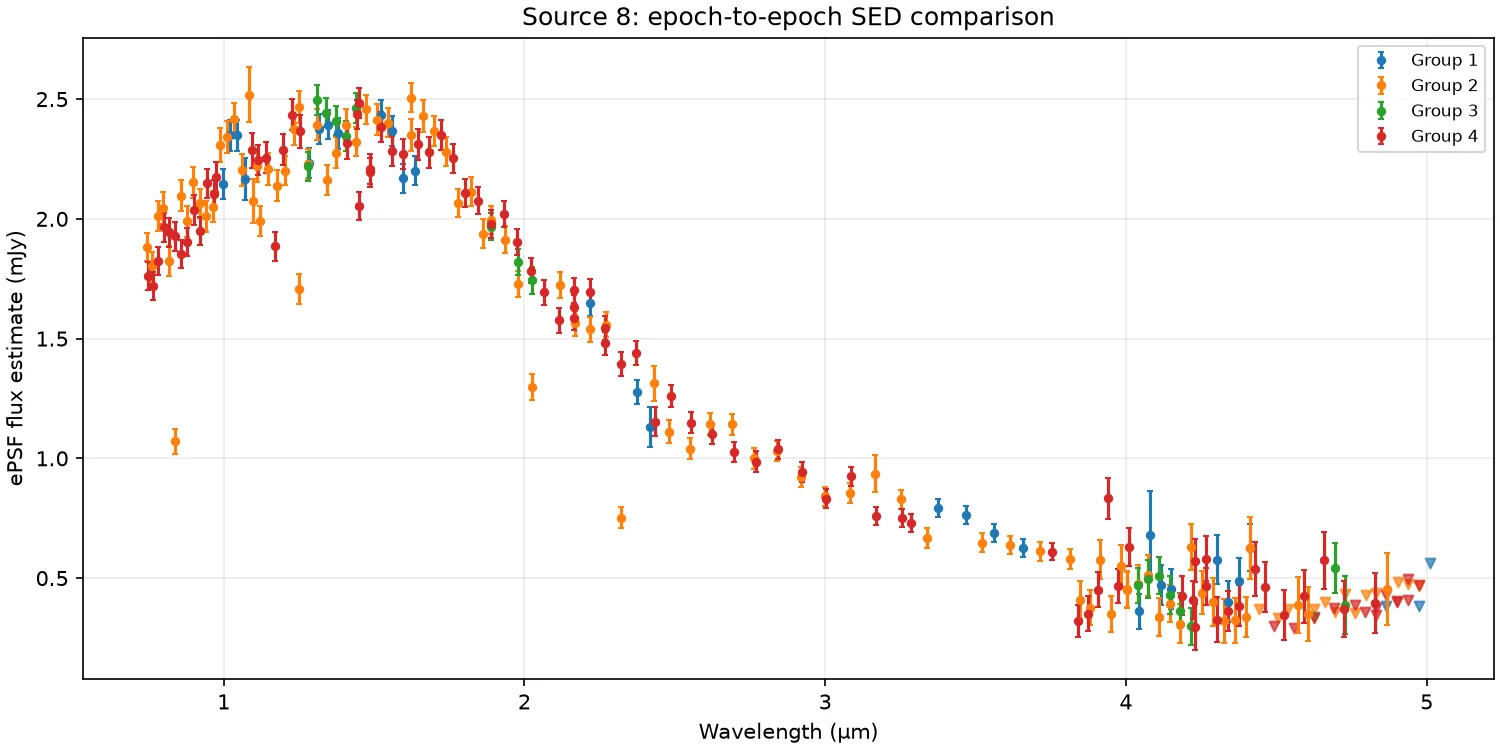 Source 8: epoch-to-epoch SED comparison
ePSF flux estimate (mJy)
2.5
2.0
1.5
1.0
0.5
Group 1
Group 2
Group 3
Group 4
1 2 3 4 5
Wavelength (µm)